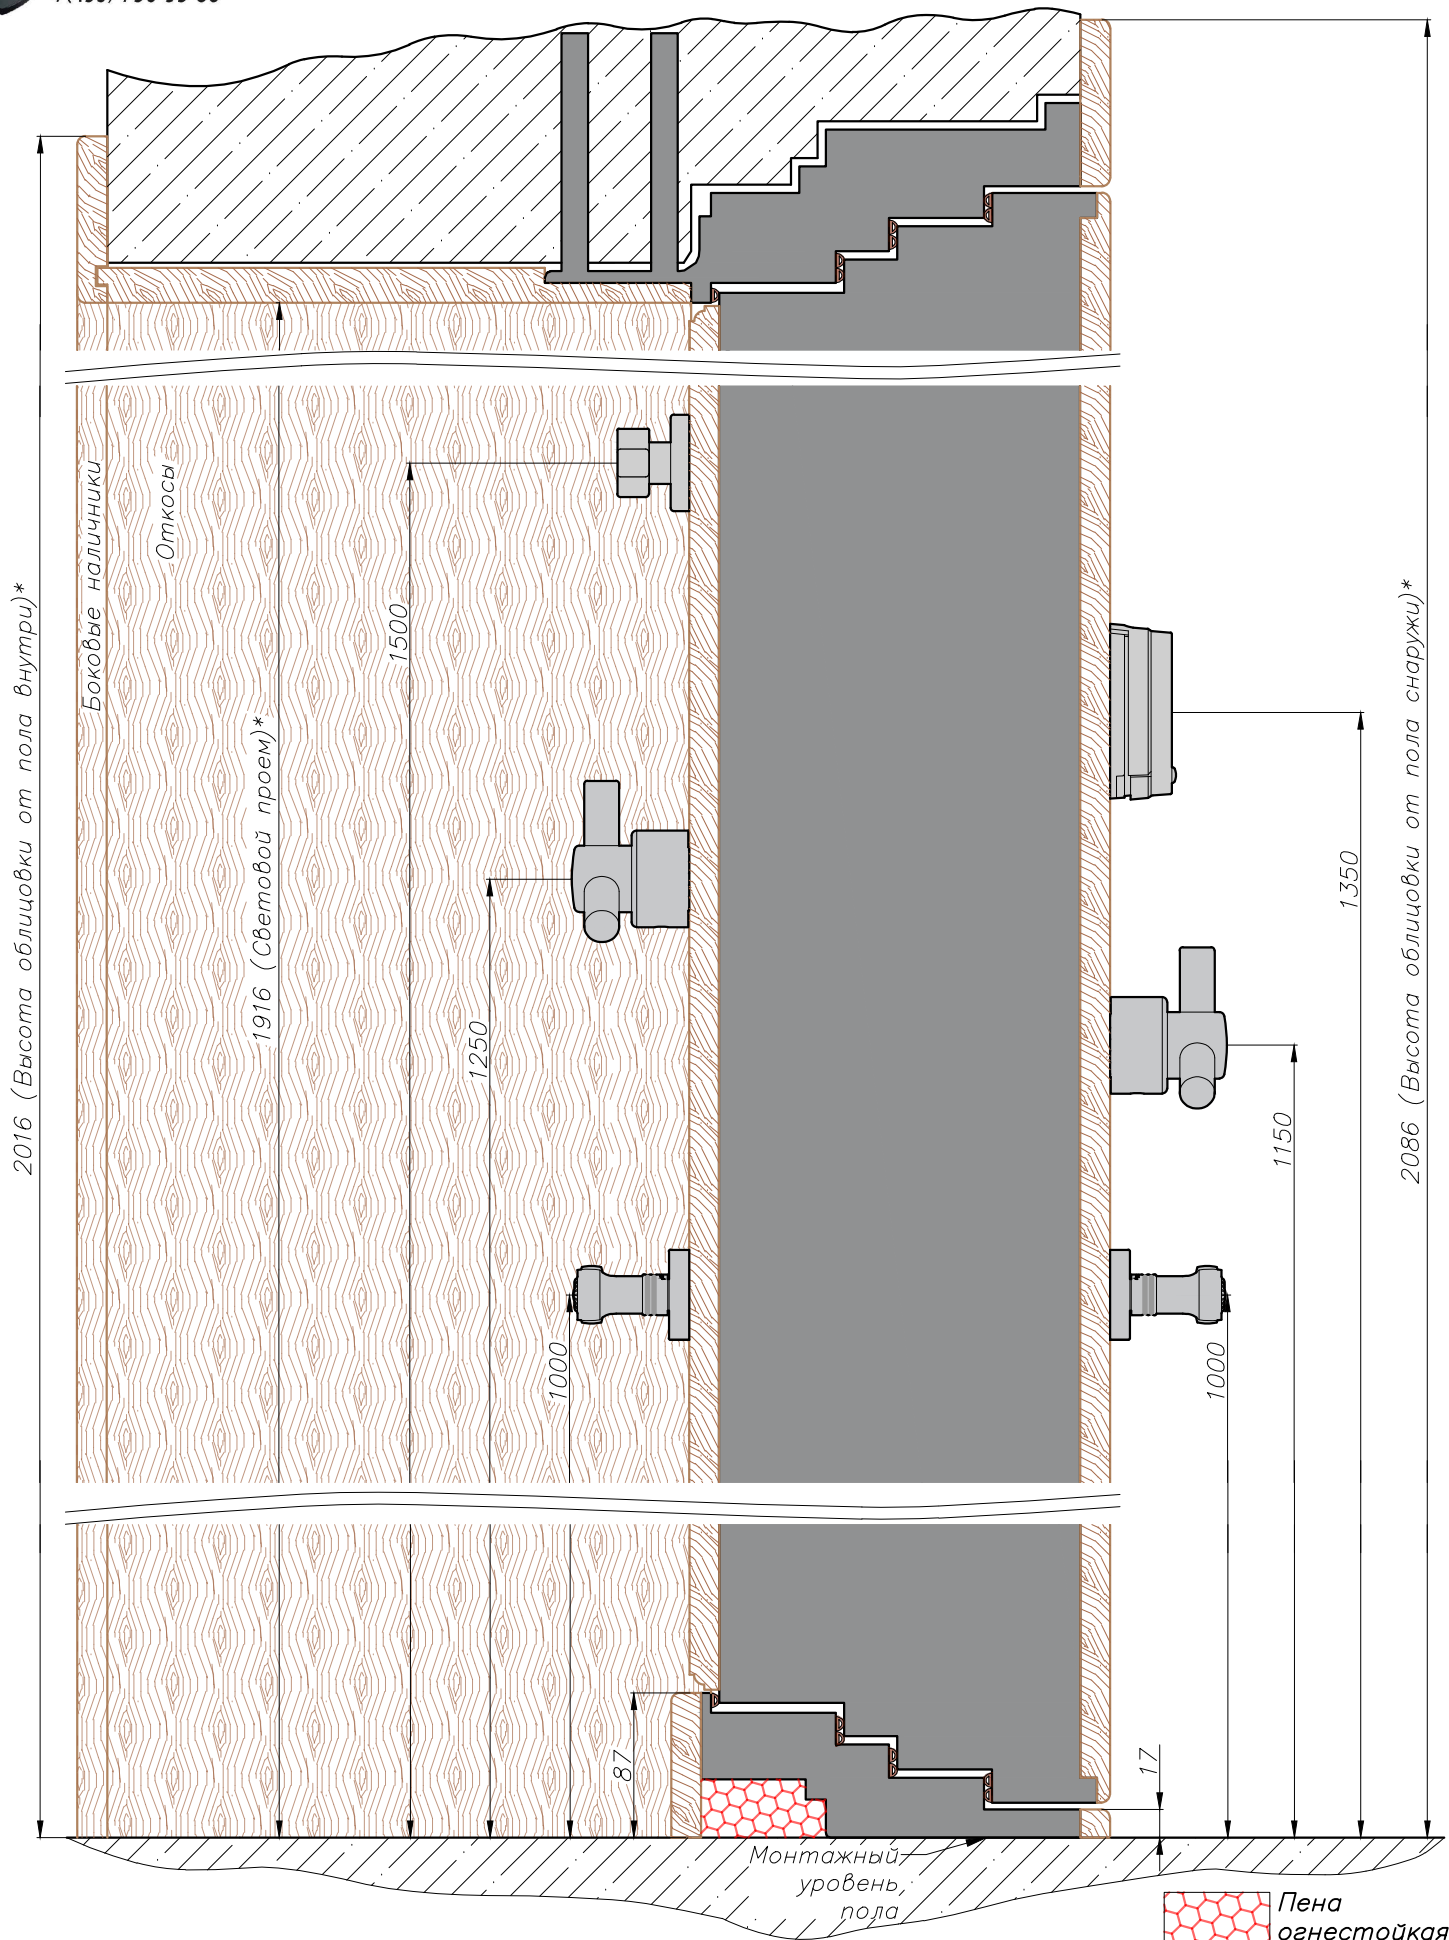 2016 (Высота облицовки от пола внутри)*
Боковые наличники
Откосы
1916 (Световой проем)*
1500
1250
1000
87
1350
1150
1000
17
2086 (Высота облицовки от пола снаружи)*
Монтажный
уровень
пола
Пена
огнестойкая